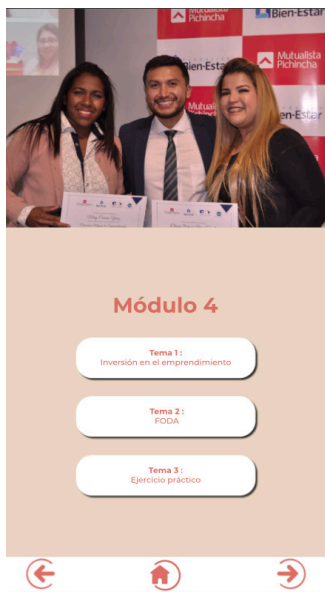 Mutualista
Pichincha
Bien-Estar
Bien-Estar
Mutualista
Pichincha
en-Estar
Módulo 4
Tema 1 :
Inversión en el emprendimiento
Tema 2 :
FODA
Tema 3 :
Ejercicio práctico